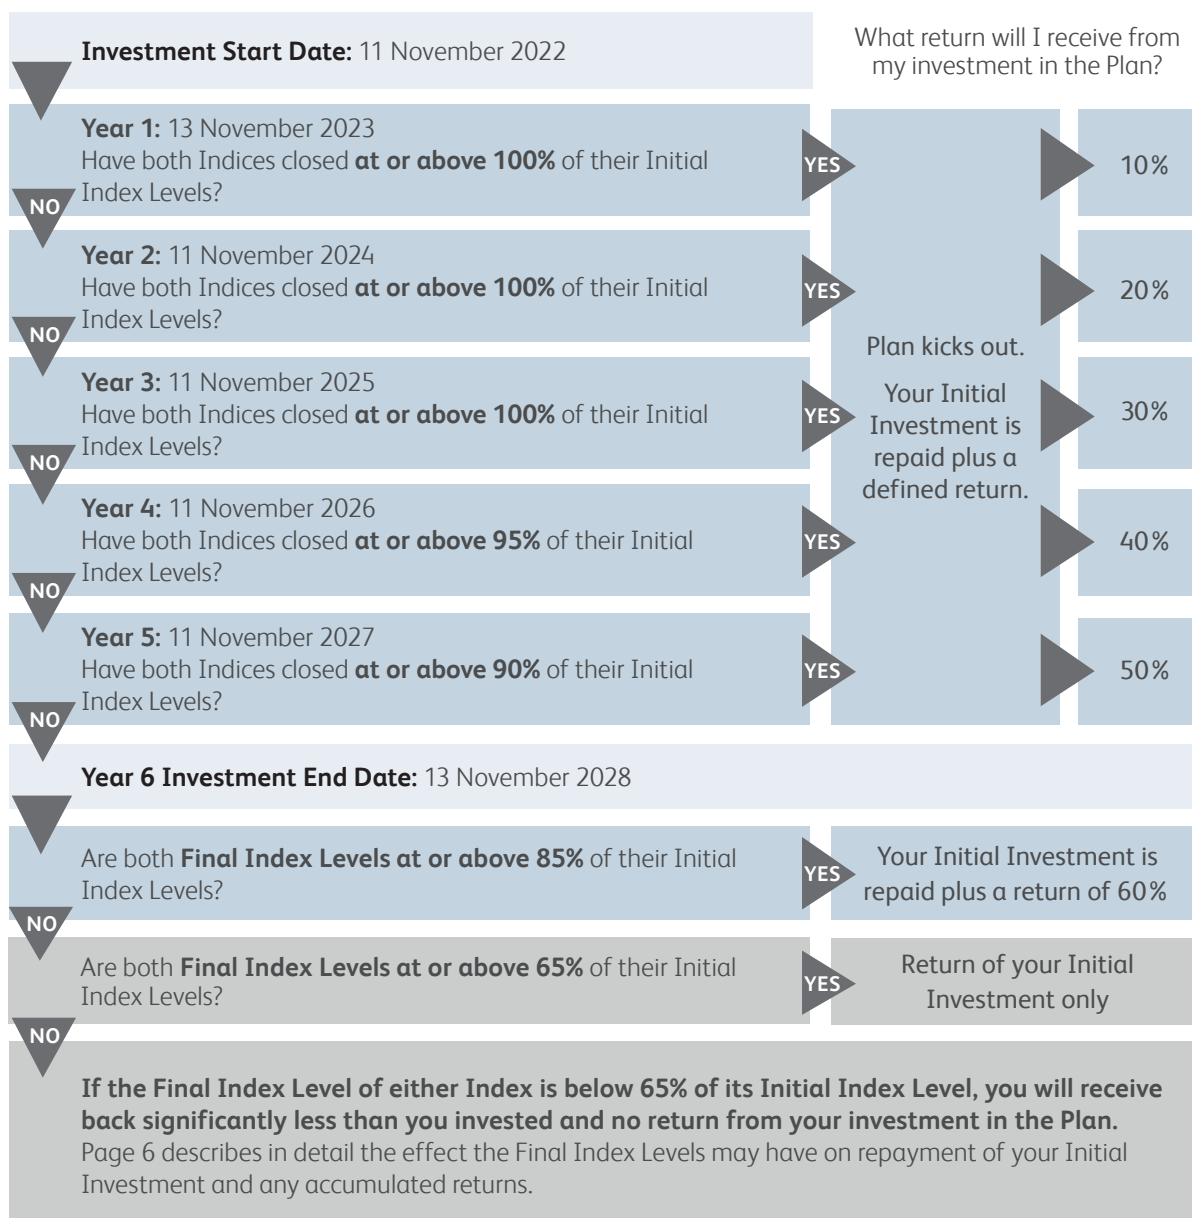 Investment Start Date: 11 November 2022
What return will I receive from
my investment in the Plan?
Year 1: 13 November 2023
Have both Indices closed at or above 100% of their Initial
Index Levels?
YES
10%
NO
Year 2: 11 November 2024
Have both Indices closed at or above 100% of their Initial
Index Levels?
YES
20%
NO
Year 3: 11 November 2025
Have both Indices closed at or above 100% of their Initial
Index Levels?
YES
30%
NO
Year 4: 11 November 2026
Have both Indices closed at or above 95% of their Initial
Index Levels?
YES
40%
NO
Year 5: 11 November 2027
Have both Indices closed at or above 90% of their Initial
Index Levels?
YES
50%
NO
Plan kicks out.
Your Initial
Investment is
repaid plus a
defined return.
Year 6 Investment End Date: 13 November 2028
Are both Final Index Levels at or above 85% of their Initial
Index Levels?
YES
Your Initial Investment is
repaid plus a return of 60%
NO
Are both Final Index Levels at or above 65% of their Initial
Index Levels?
YES
Return of your Initial
Investment only
NO
If the Final Index Level of either Index is below 65% of its Initial Index Level, you will receive
back significantly less than you invested and no return from your investment in the Plan.
Page 6 describes in detail the effect the Final Index Levels may have on repayment of your Initial
Investment and any accumulated returns.